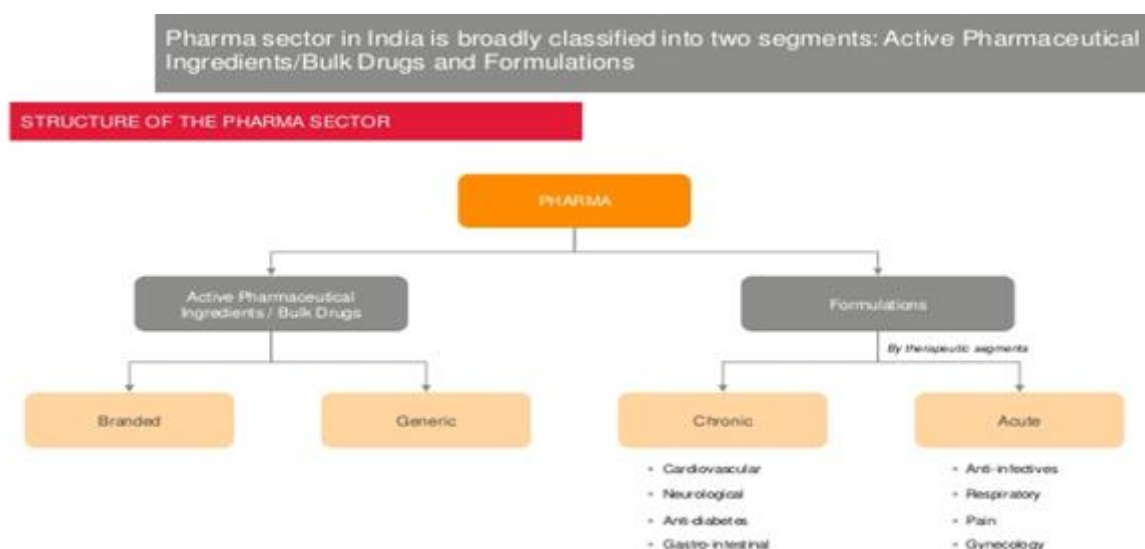 Pharma sector in India is broadly classified into two segments: Active Pharmaceutical
Ingredients/Bulk Drugs and Formulations
STRUCTURE OF THE PHARMA SECTOR
PHARMA
Active Pharmaceutical
Ingredients / Bulk Drugs
Formulations
By therapeutic segments
Branded
Generic
Chronic
Acute
• Cardiovascular
• Neurological
• Anti-diabetes
• Gastro-intestinal
• Anti-infectives
• Respiratory
• Pain
• Gynecology